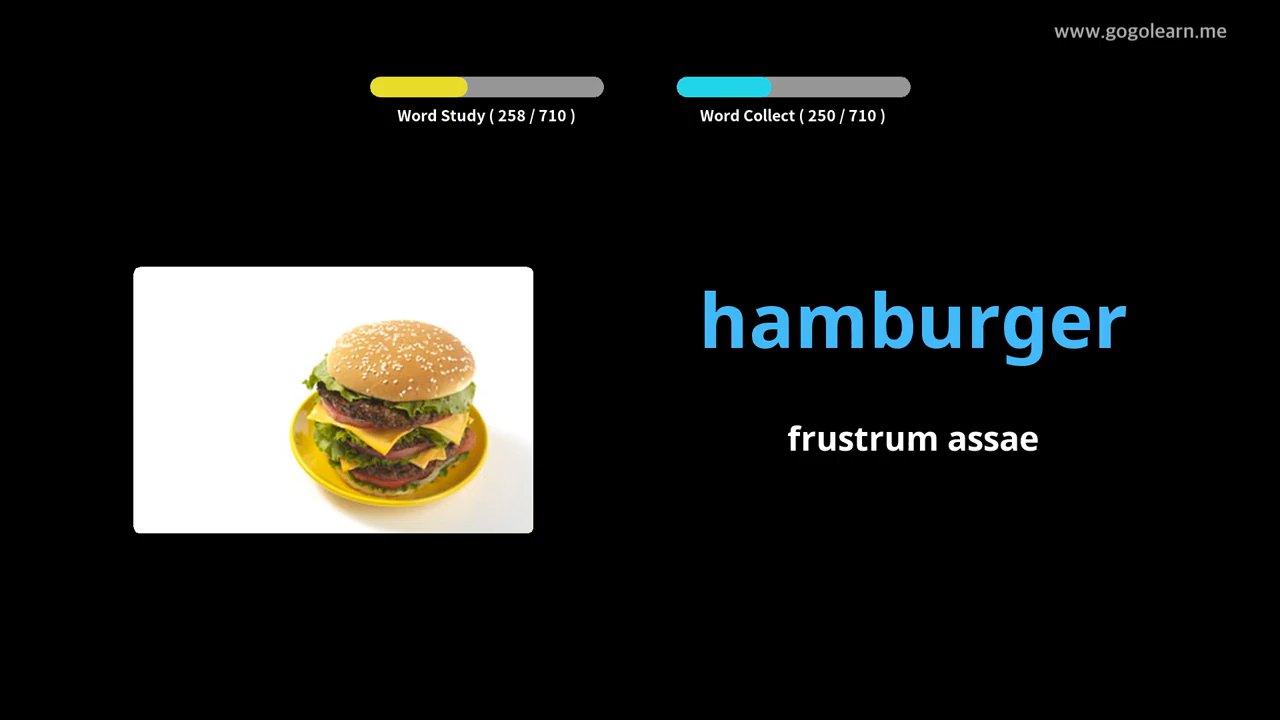 www.gogolearn.me
Word Study ( 258 / 710 )
Word Collect ( 250 / 710 )
hamburger
frustrum assae